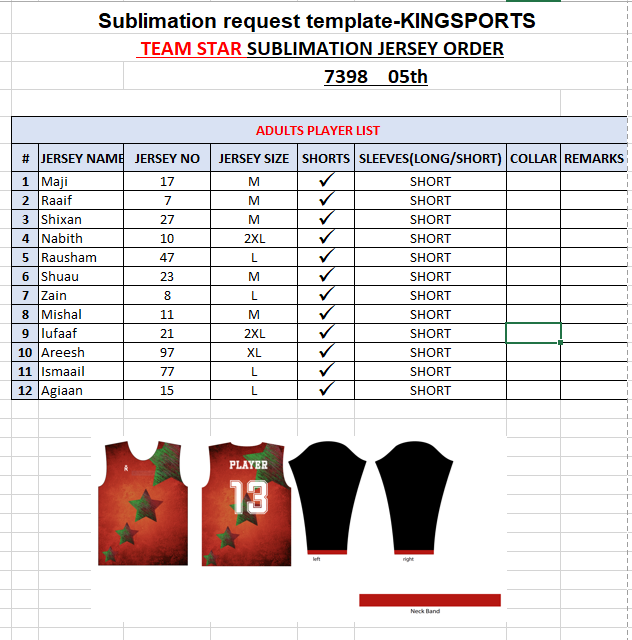 Sublimation request template-KINGSPORTS
TEAM STAR SUBLIMATION JERSEY ORDER
7398 05th
ADULTS PLAYER LIST
# JERSEY NAME JERSEY NO JERSEY SIZE SHORTS SLEEVES(LONG/SHORT) COLLAR REMARKS
1 Maji 17 M ✓ SHORT
2 Raaif 7 M ✓ SHORT
3 Shixan 27 M ✓ SHORT
4 Nabith 10 2XL ✓ SHORT
5 Rausham 47 L ✓ SHORT
6 Shuau 23 M ✓ SHORT
7 Zain 8 L ✓ SHORT
8 Mishal 11 M ✓ SHORT
9 lufaaf 21 2XL ✓ SHORT
10 Areesh 97 XL ✓ SHORT
11 Ismaail 77 L ✓ SHORT
12 Agiaan 15 L ✓ SHORT
PLAYER
13
left right
Neck Band